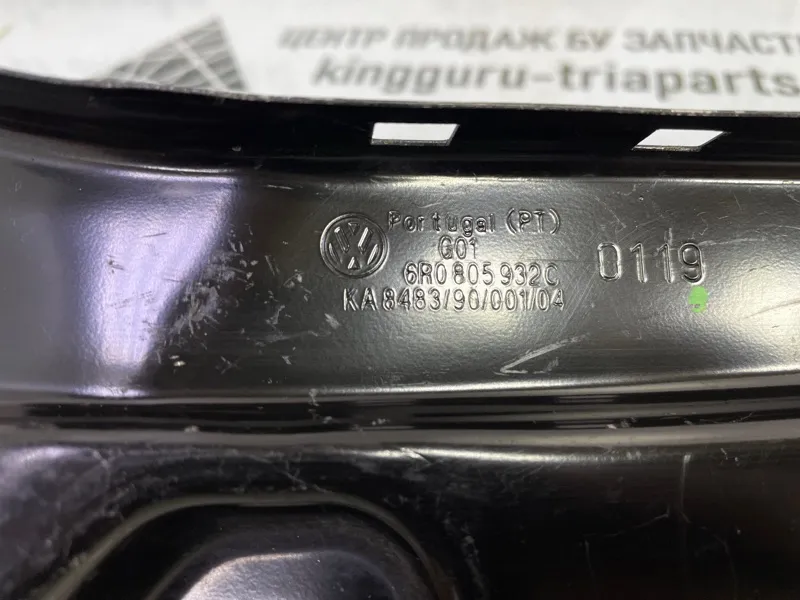 ЦЕНТР ПРОДАЖ БУ ЗАПЧАСТ
kingguru-triaparts.
Portugal (PT)
G01
6R0 805 932C
0119
KA 8483/90/001/04